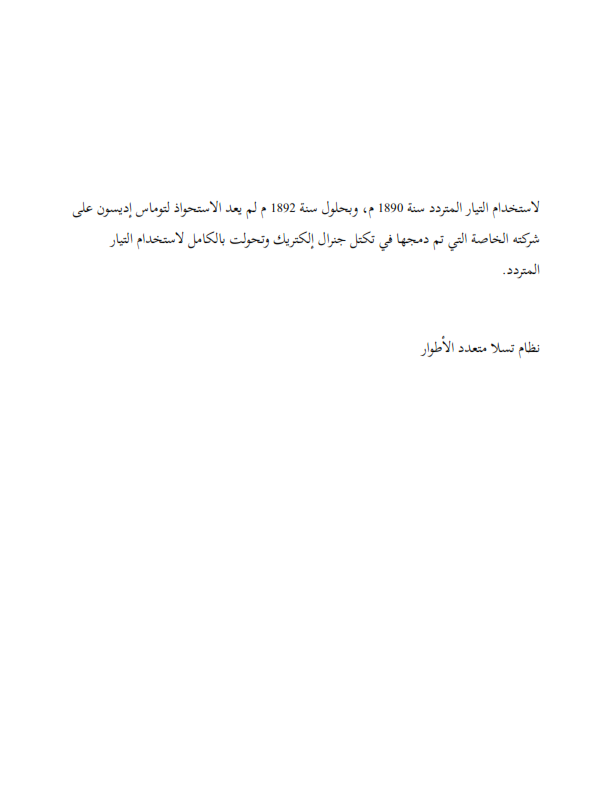 لاستخدام التيار المتردد سنة 1890 م، وبحلول سنة 1892 م لم يعد الاستحواذ لتوماس إديسون على
شركته الخاصة التي تم دمجها في تكتل جنرال إلكتريك وتحولت بالكامل لاستخدام التيار
المتردد.
نظام تسلا متعدد الأطوار